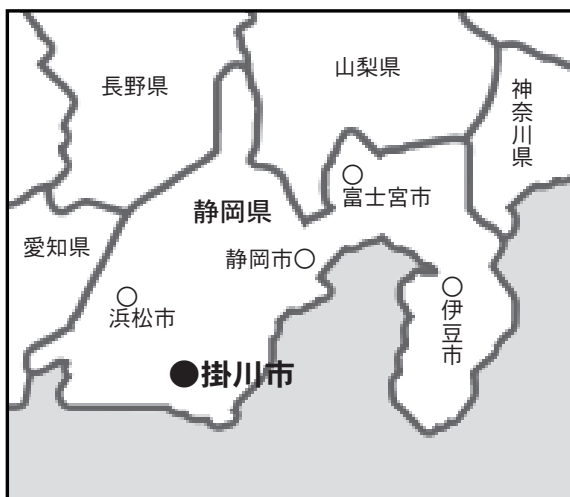 山梨県
長野県
神奈川県
富士宮市
静岡県
愛知県
静岡市
伊豆市
浜松市
掛川市